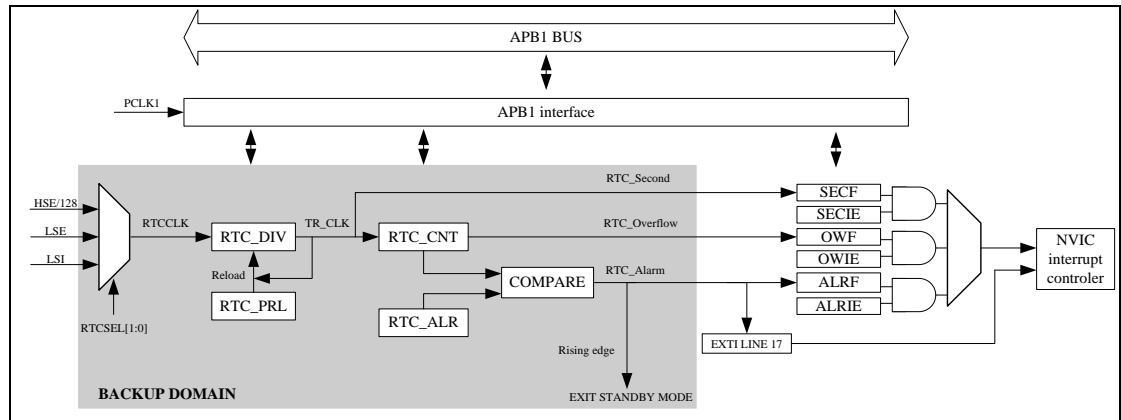 APB1 BUS
PCLK1
APB1 interface
RTC_Second
HSE/128
SECF
SECIE
RTCCLK
TR_CLK
RTC_Overflow
LSE
RTC_DIV
RTC_CNT
OWF
NVIC
interrupt
controler
OWIE
LSI
Reload
RTC_Alarm
COMPARE
ALRF
RTC_PRL
RTC_ALR
ALRIE
RTCSEL[1:0]
Rising edge
EXTI LINE 17
BACKUP DOMAIN
EXIT STANDBY MODE